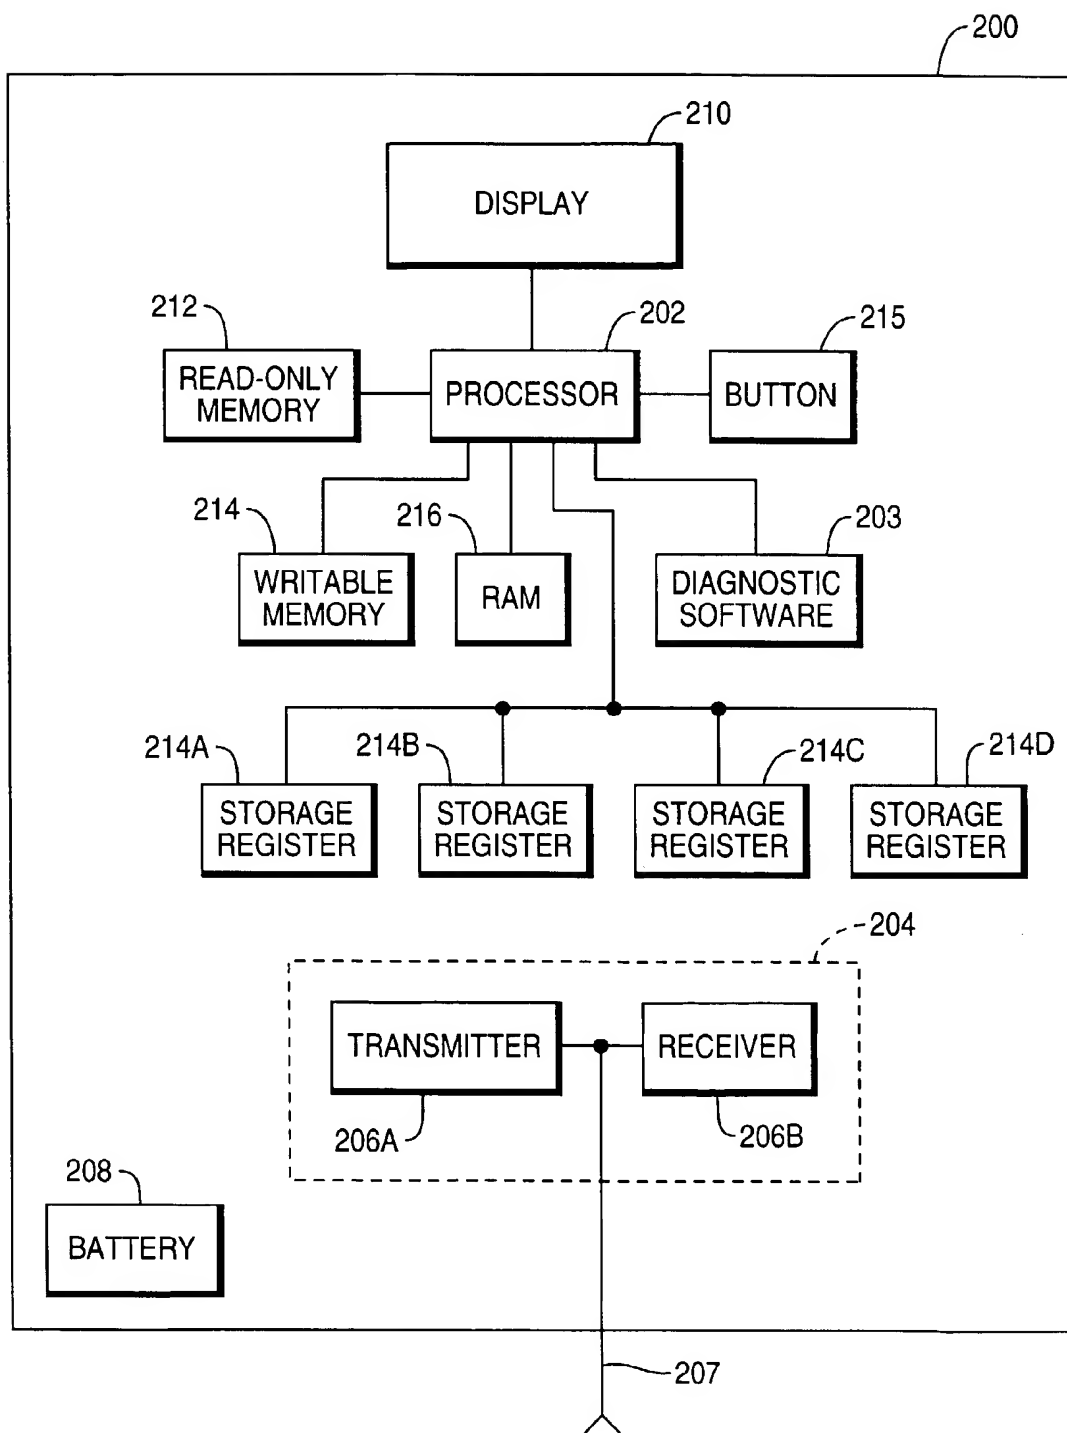 200
210
DISPLAY
212
202
215
READ-ONLY
MEMORY
PROCESSOR
BUTTON
214
216
203
WRITABLE
MEMORY
RAM
DIAGNOSTIC
SOFTWARE
214A
214B
214C
214D
STORAGE
REGISTER
STORAGE
REGISTER
STORAGE
REGISTER
STORAGE
REGISTER
204
TRANSMITTER
RECEIVER
206A
206B
208
BATTERY
207